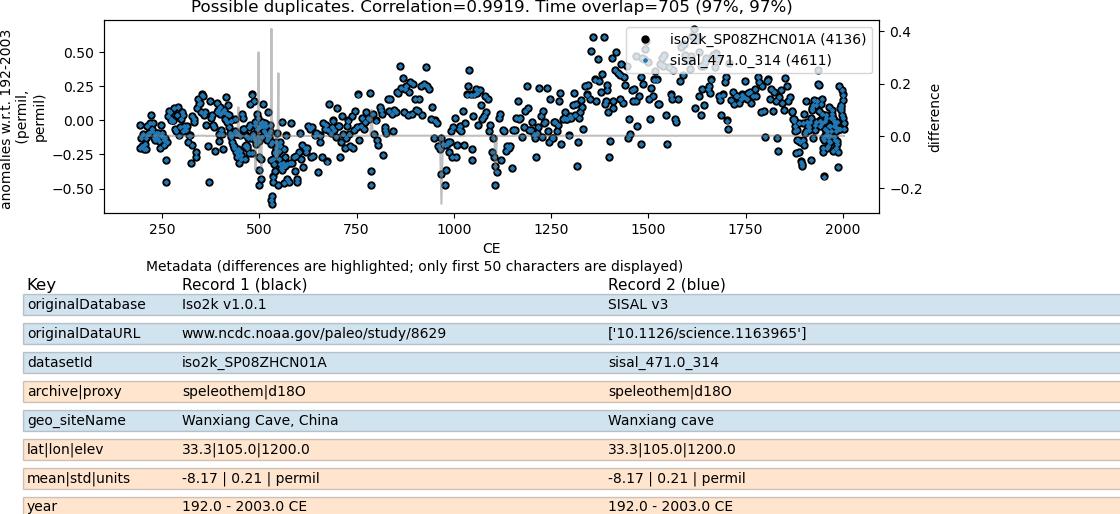 Possible duplicates. Correlation=0.9919. Time overlap=705 (97%, 97%)
anomalies w.r.t. 192-2003
(permil,
permil)
0.50
0.25
0.00
−0.25
−0.50
iso2k_SP08ZHCN01A (4136)
sisal_471.0_314 (4611)
0.4
0.2
0.0
−0.2
difference
250 500 750 1000 1250 1500 1750 2000
CE
Metadata (differences are highlighted; only first 50 characters are displayed)
Key Record 1 (black) Record 2 (blue)
originalDatabase Iso2k v1.0.1 SISAL v3
originalDataURL www.ncdc.noaa.gov/paleo/study/8629 ['10.1126/science.1163965']
datasetId iso2k_SP08ZHCN01A sisal_471.0_314
archive|proxy speleothem|d18O speleothem|d18O
geo_siteName Wanxiang Cave, China Wanxiang cave
lat|lon|elev 33.3|105.0|1200.0 33.3|105.0|1200.0
mean|std|units -8.17 | 0.21 | permil -8.17 | 0.21 | permil
year 192.0 - 2003.0 CE 192.0 - 2003.0 CE